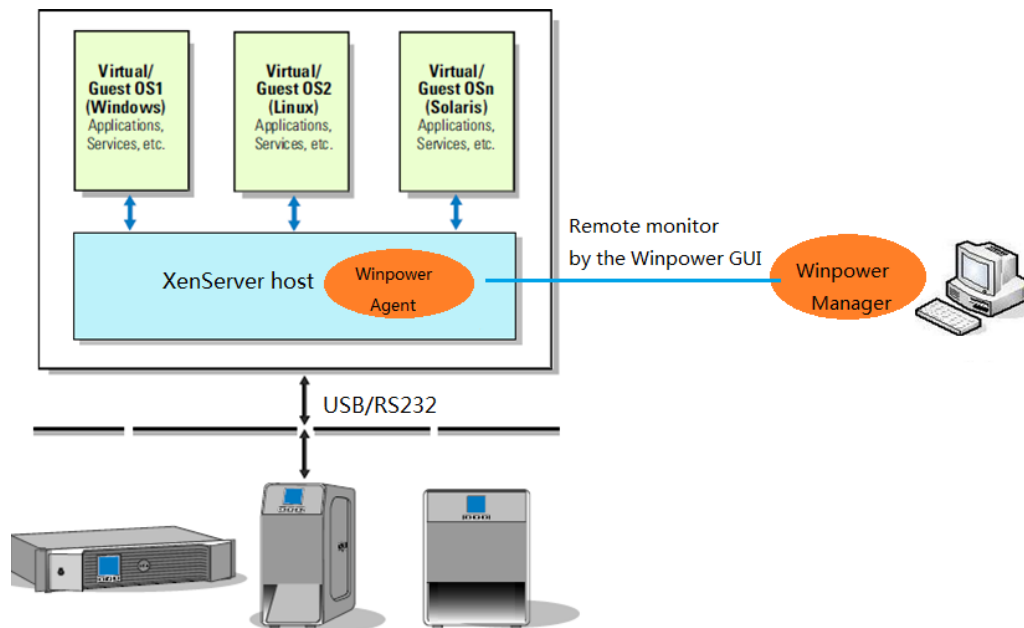 Virtual/
Guest OS1
(Windows)
Applications,
Services, etc.
Virtual/
Guest OS2
(Linux)
Applications,
Services, etc.
Virtual/
Guest OSn
(Solaris)
Applications,
Services, etc.
XenServer host
Winpower
Agent
Remote monitor
by the Winpower GUI
Winpower
Manager
USB/RS232